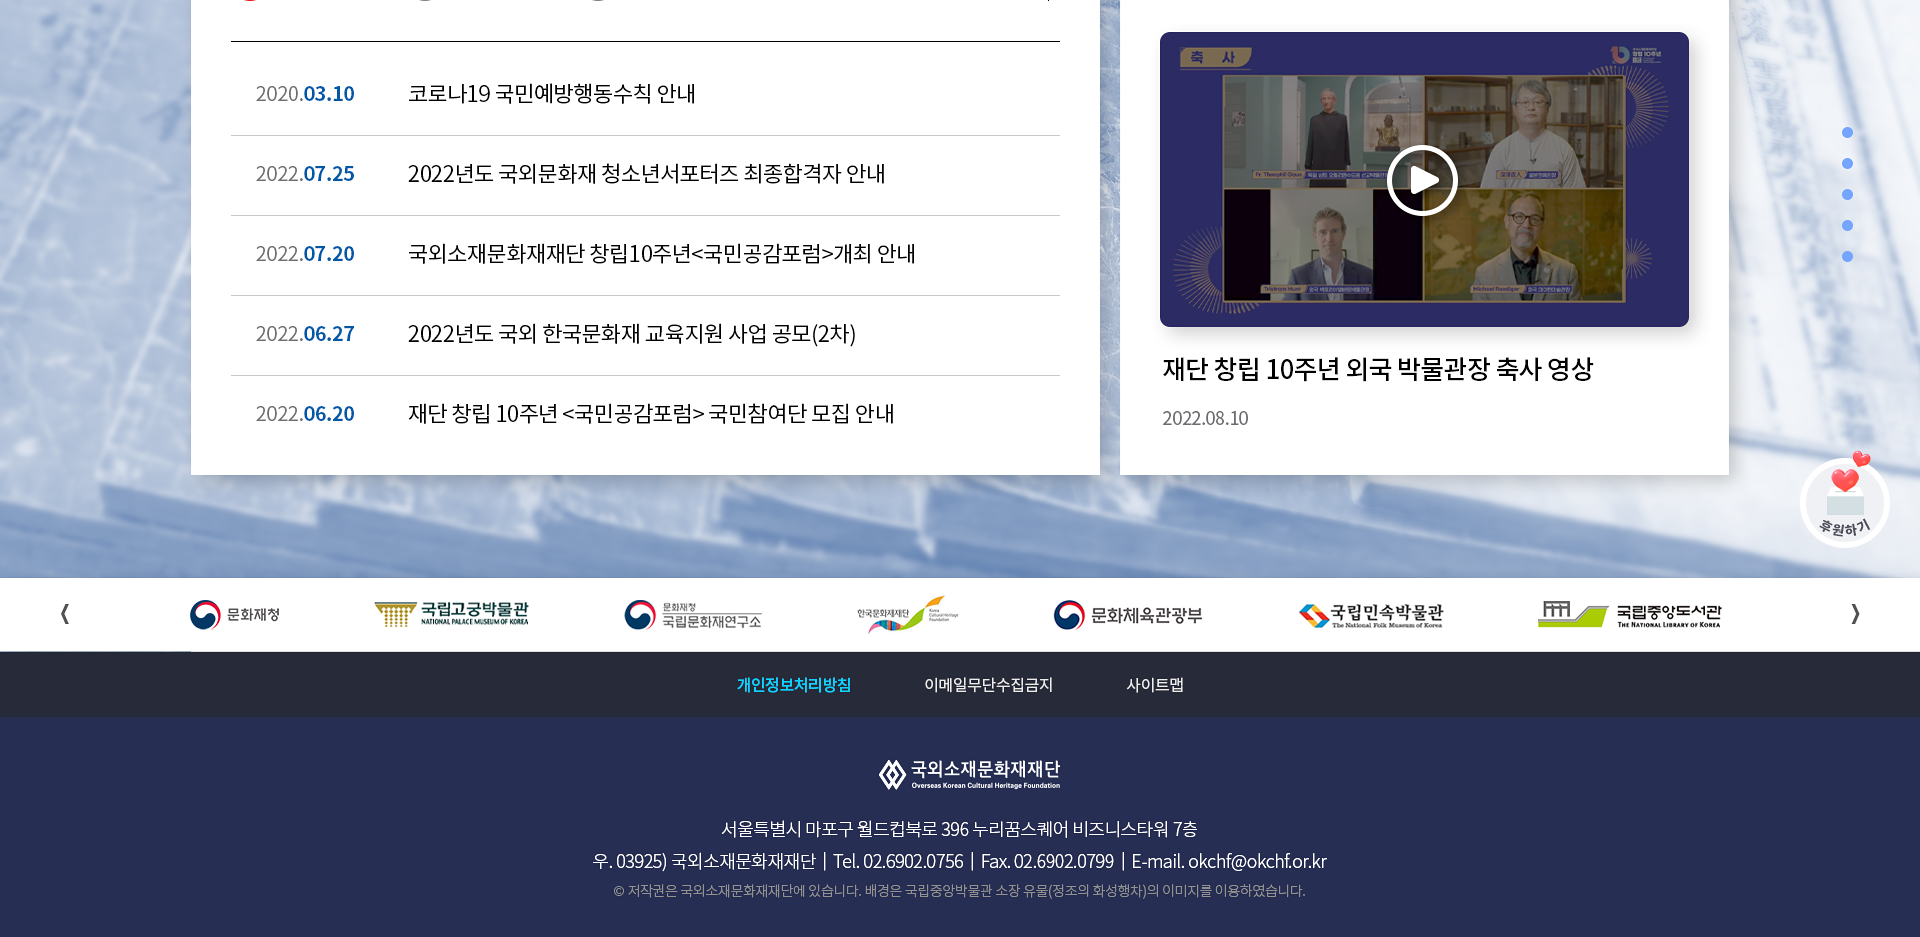 2020.03.10 코로나19 국민예방행동수칙 안내
2022.07.25 2022년도 국외문화재 청소년서포터즈 최종합격자 안내
2022.07.20 국외소재문화재재단 창립10주년<국민공감포럼>개최 안내
2022.06.27 2022년도 국외 한국문화재 교육지원 사업 공모(2차)
2022.06.20 재단 창립 10주년 <국민공감포럼> 국민참여단 모집 안내
축 사
재단 창립 10주년 외국 박물관장 축사 영상
2022.08.10
후원하기
문화재청
국립고궁박물관
NATIONAL PALACE MUSEUM OF KOREA
문화재청
국립문화재연구소
한국문화재재단
Korea
Cultural Heritage
Foundation
문화체육관광부
국립민속박물관
The National Folk Museum of Korea
국립중앙도서관
THE NATIONAL LIBRARY OF KOREA
개인정보처리방침 이메일무단수집금지 사이트맵
국외소재문화재재단
Overseas Korean Cultural Heritage Foundation
서울특별시 마포구 월드컵북로 396 누리꿈스퀘어 비즈니스타워 7층
우. 03925) 국외소재문화재재단 | Tel. 02.6902.0756 | Fax. 02.6902.0799 | E-mail. okchf@okchf.or.kr
© 저작권은 국외소재문화재재단에 있습니다. 배경은 국립중앙박물관 소장 유물(정조의 화성행차)의 이미지를 이용하였습니다.